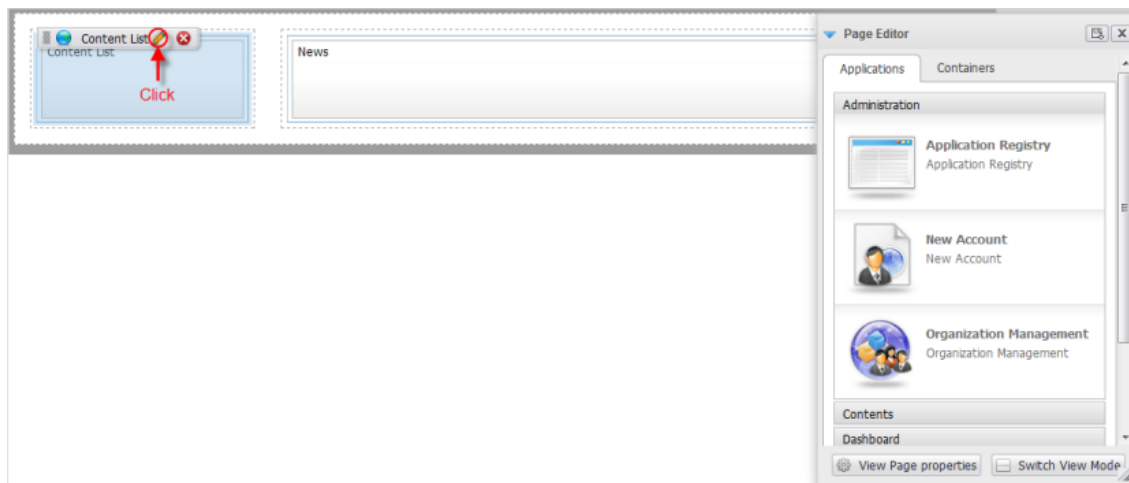 Content List
Content List
Click
News
Page Editor
Applications
Containers
Administration
Application Registry
Application Registry
New Account
New Account
Organization Management
Organization Management
Contents
Dashboard
View Page properties
Switch View Mode